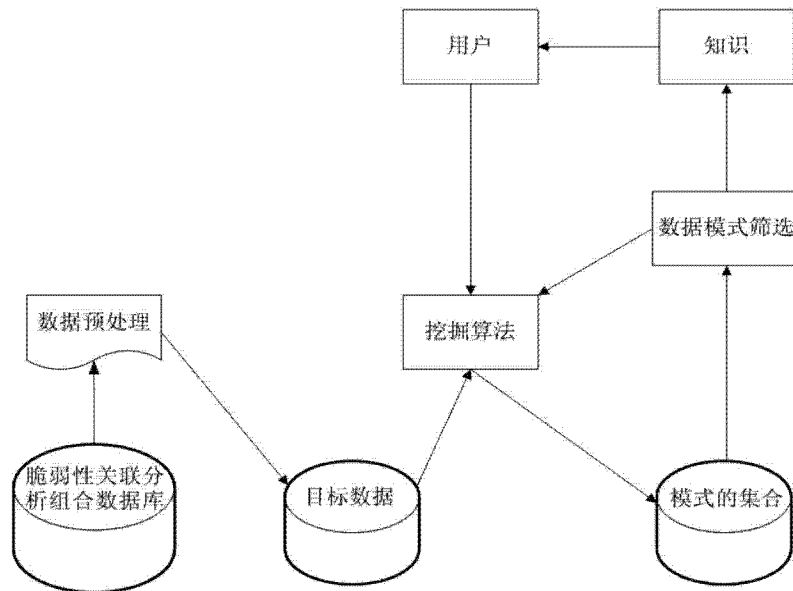 用户
知识
数据模式筛选
数据预处理
挖掘算法
脆弱性关联分
析组合数据库
目标数据
模式的集合